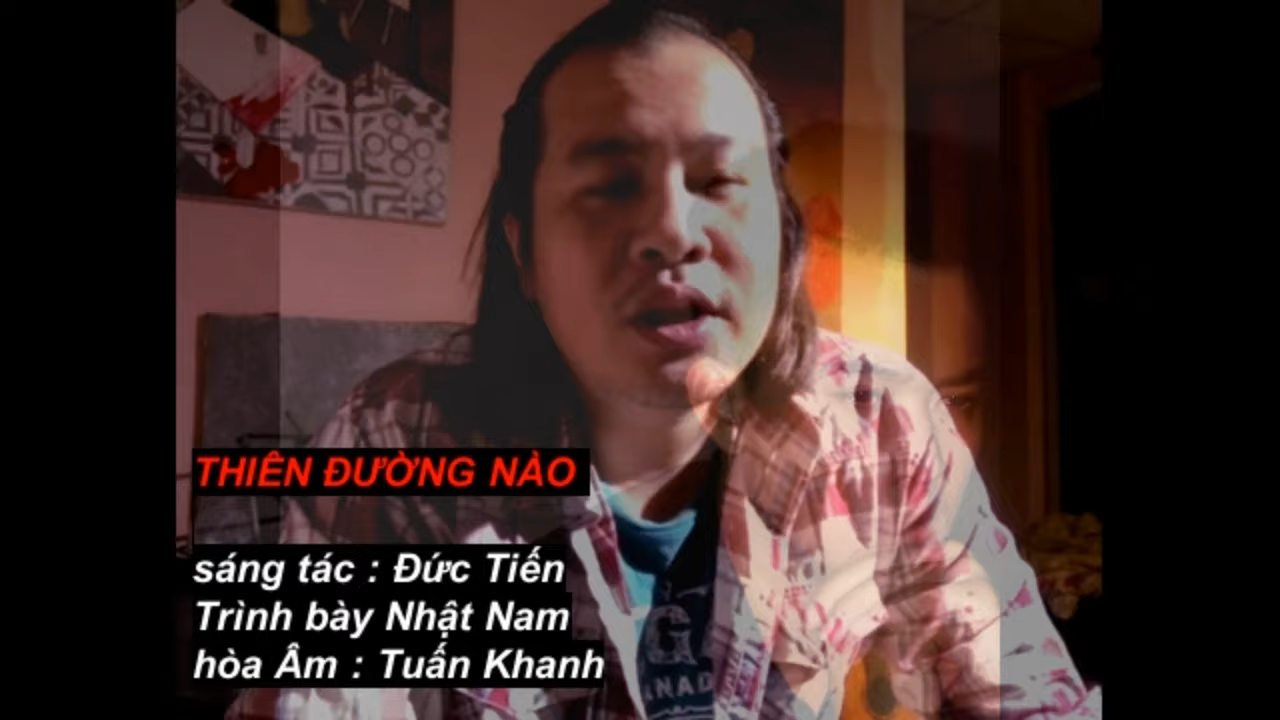 THIÊN ĐƯỜNG NÀO
sáng tác : Đức Tiến
Trình bày Nhật Nam
hòa Âm : Tuấn Khanh